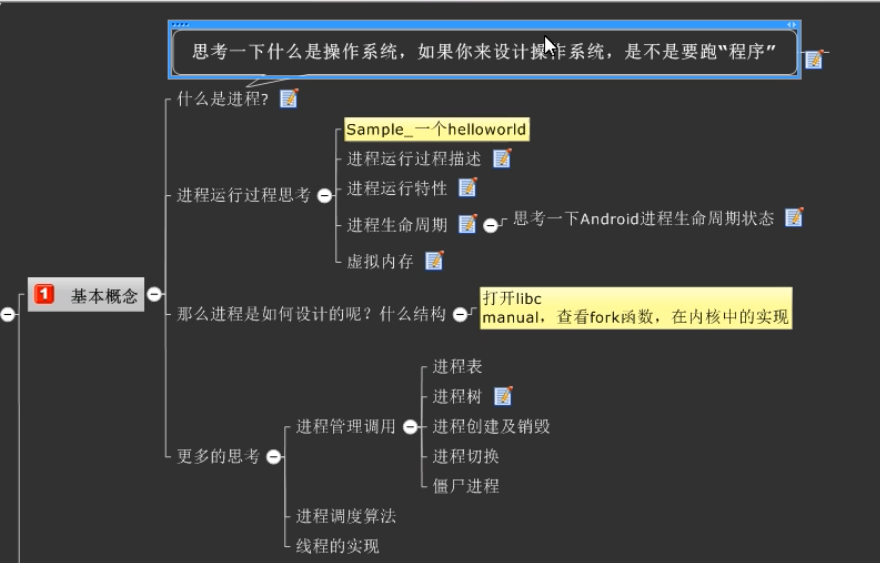 思考一下什么是操作系统，如果你来设计操作系统，是不是要跑“程序”
什么是进程?
Sample_一个helloworld
进程运行过程描述
进程运行过程思考
进程运行特性
进程生命周期
思考一下Android进程生命周期状态
虚拟内存
1 基本概念
那么进程是如何设计的呢？什么结构
打开libc
manual，查看fork函数，在内核中的实现
进程表
进程树
进程管理调用
进程创建及销毁
进程切换
更多的思考
僵尸进程
进程调度算法
线程的实现